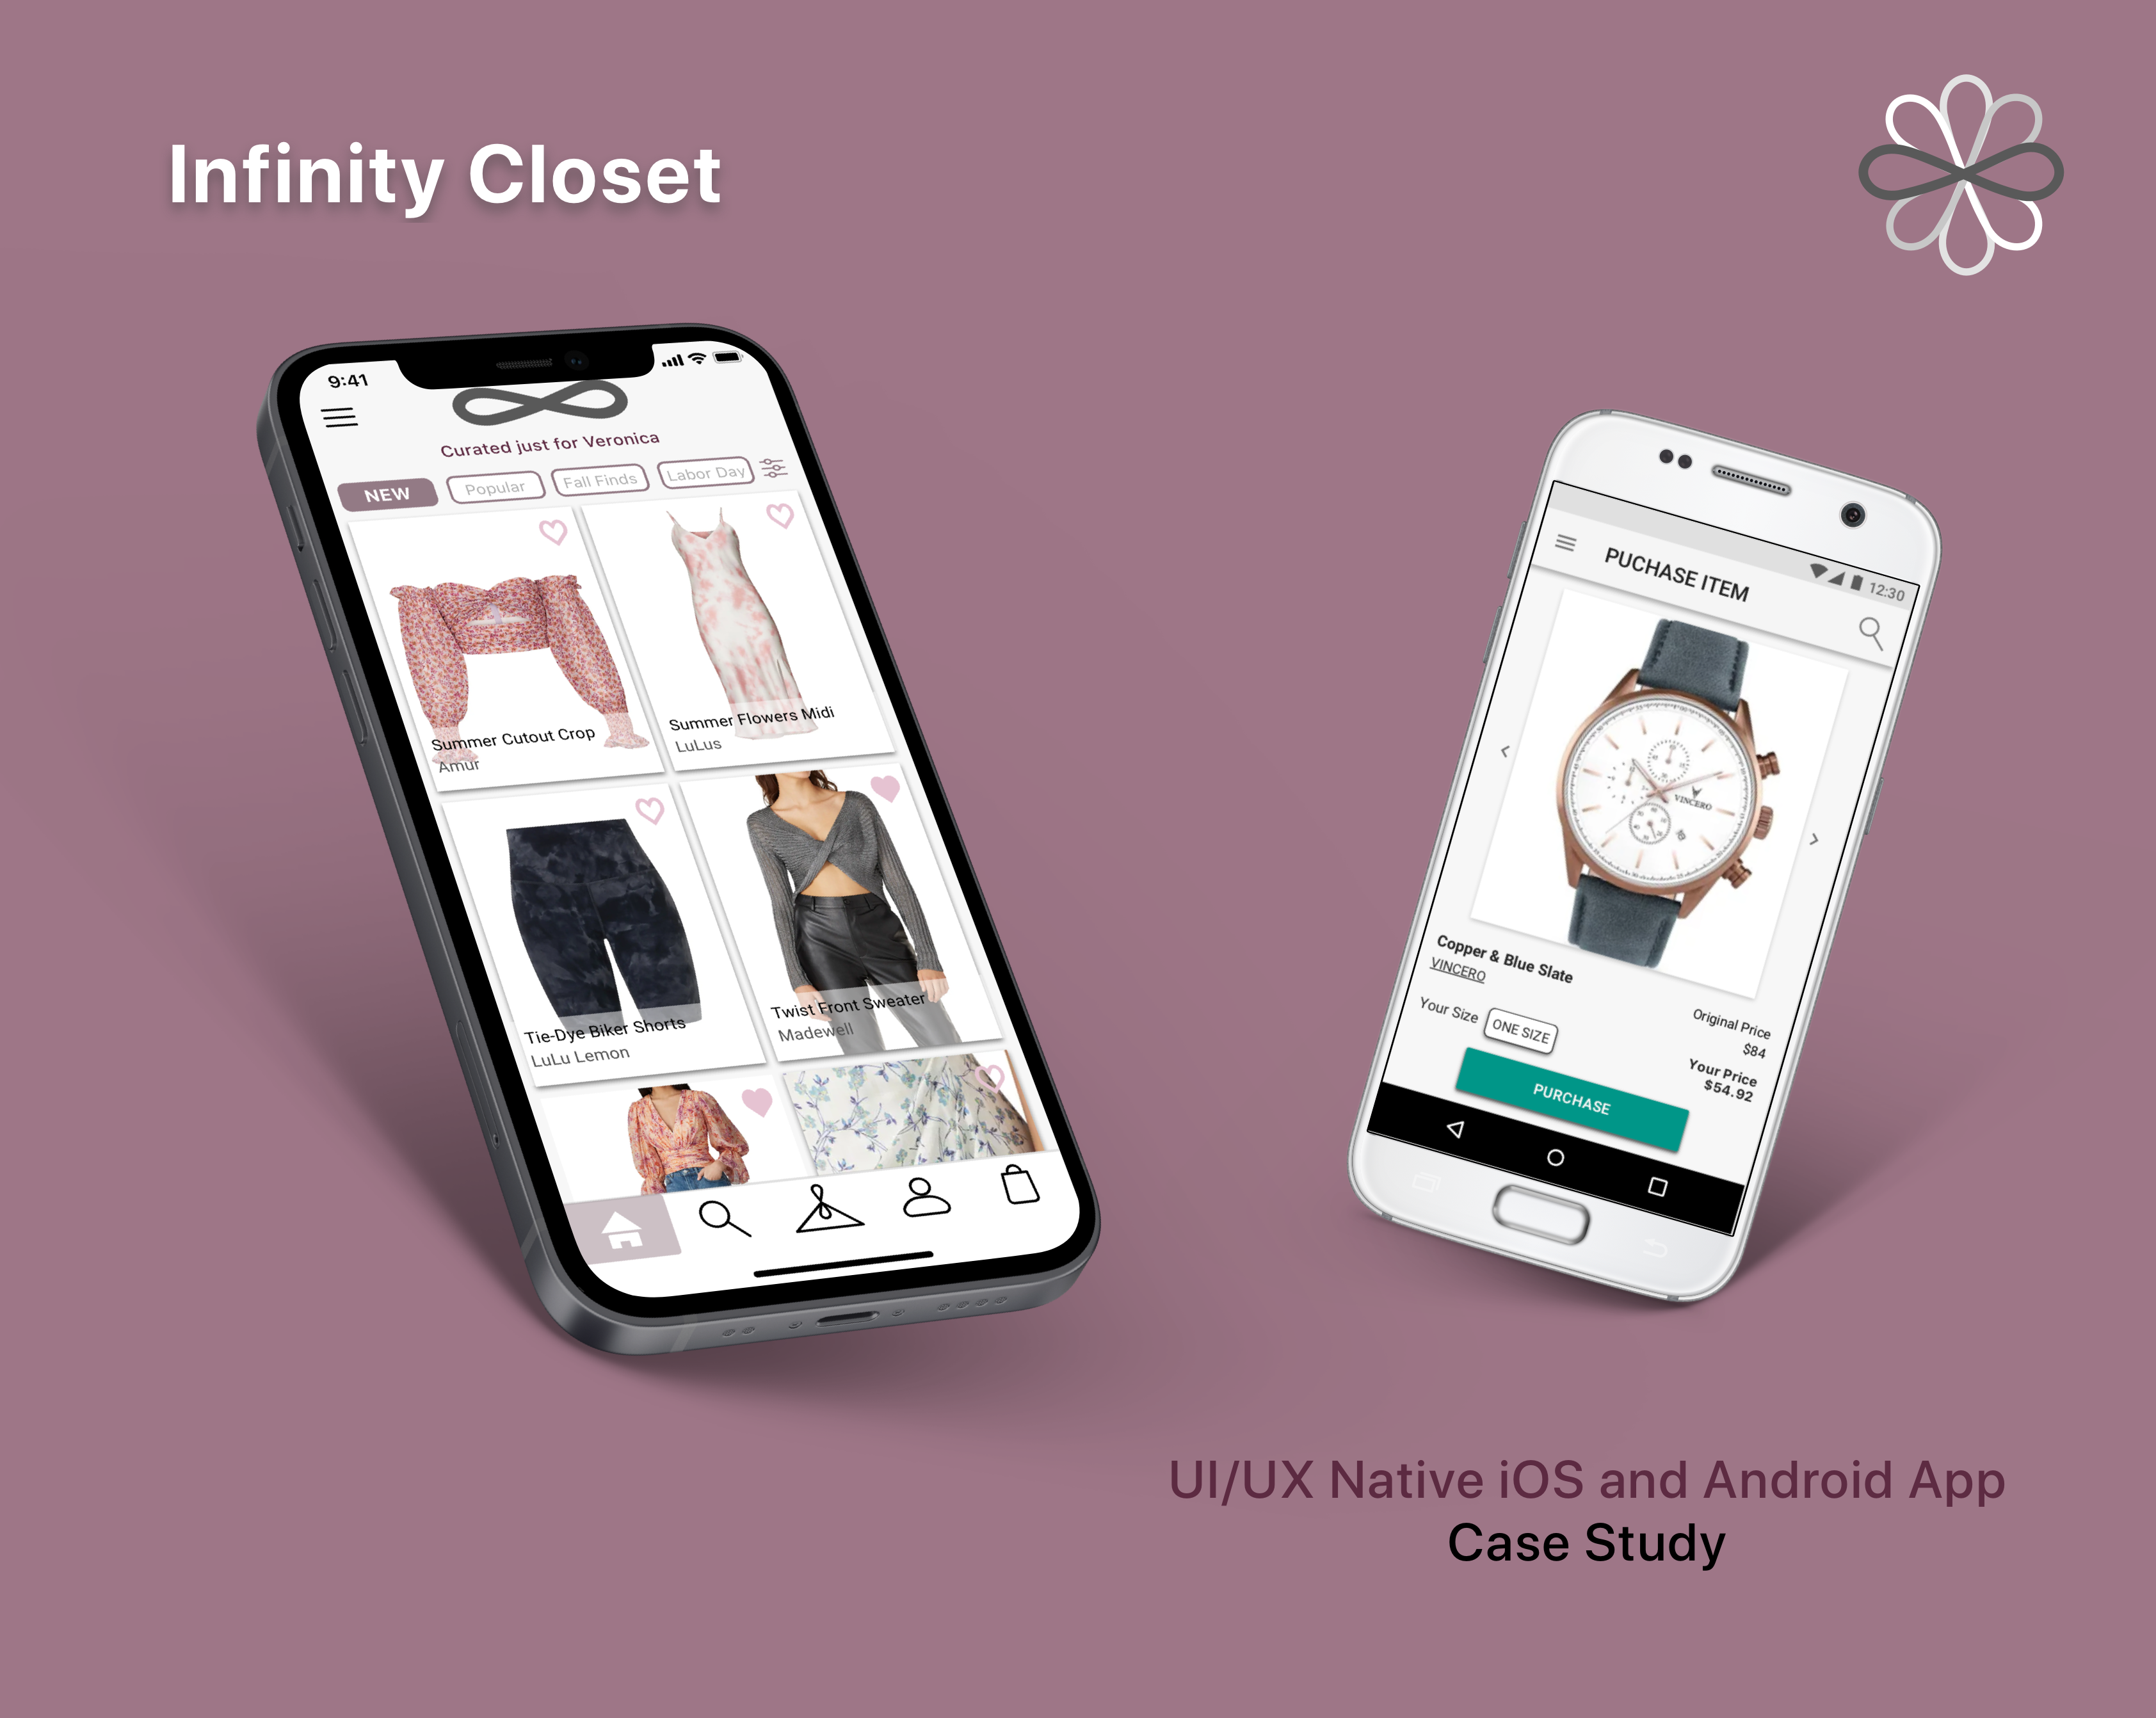 Infinity Closet
9:41
Curated just for Veronica
NEW
Popular
Fall Finds
Labor Day
Summer Cutout Crop
Amur
Summer Flowers Midi
LuLus
Tie-Dye Biker Shorts
LuLu Lemon
Twist Front Sweater
Madewell
12:30
PUCHASE ITEM
VINCERO
Copper & Blue Slate
VINCERO
Your Size
ONE SIZE
Original Price
$84
Your Price
$54.92
PURCHASE
UI/UX Native iOS and Android App
Case Study